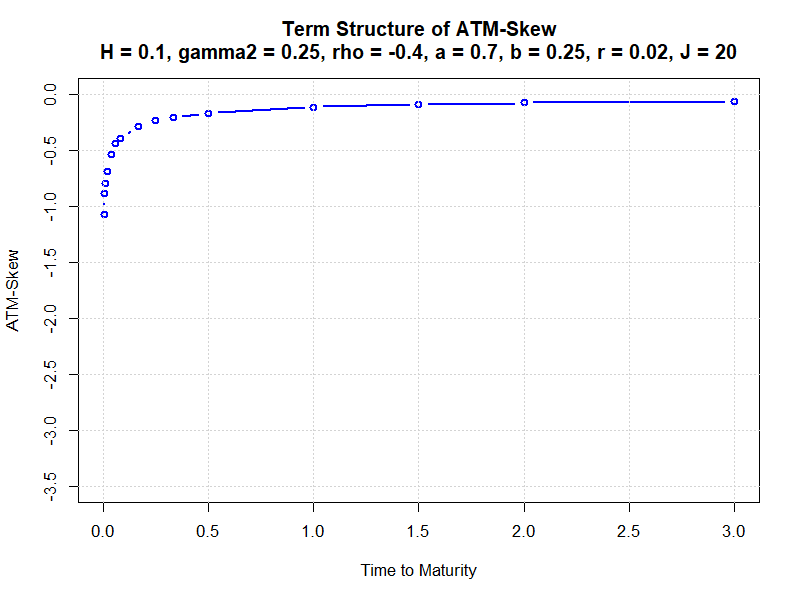 Term Structure of ATM-Skew
H = 0.1, gamma2 = 0.25, rho = -0.4, a = 0.7, b = 0.25, r = 0.02, J = 20
ATM-Skew
0.0
-0.5
-1.0
-1.5
-2.0
-2.5
-3.0
-3.5
0.0 0.5 1.0 1.5 2.0 2.5 3.0
Time to Maturity